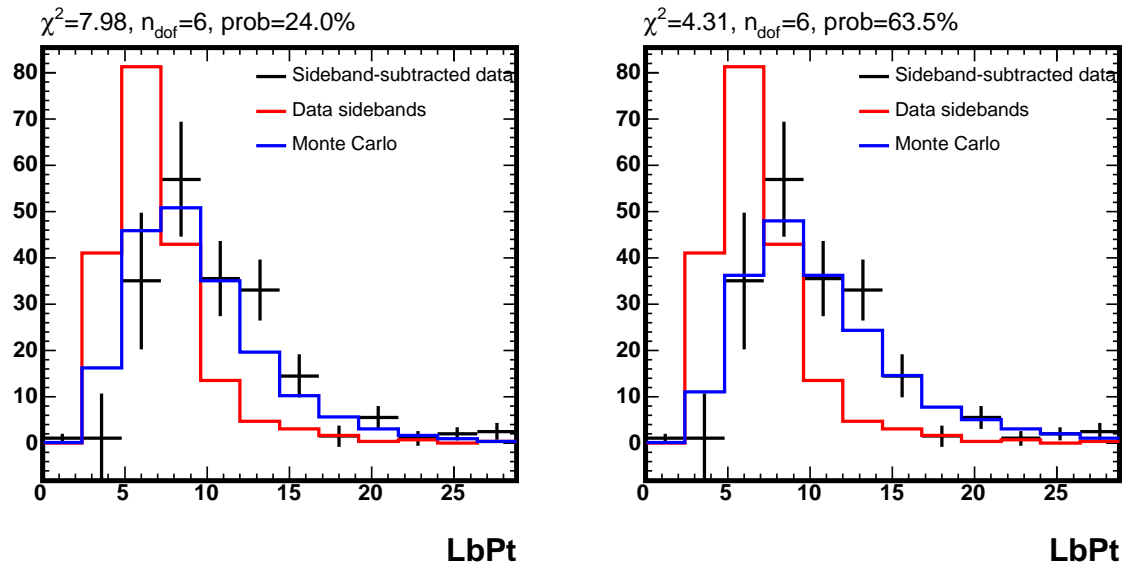 χ²=7.98, n_dof=6, prob=24.0%
80
70
60
50
40
30
20
10
0
Sideband-subtracted data
Data sidebands
Monte Carlo
0 5 10 15 20 25
LbPt
χ²=4.31, n_dof=6, prob=63.5%
80
70
60
50
40
30
20
10
0
Sideband-subtracted data
Data sidebands
Monte Carlo
0 5 10 15 20 25
LbPt